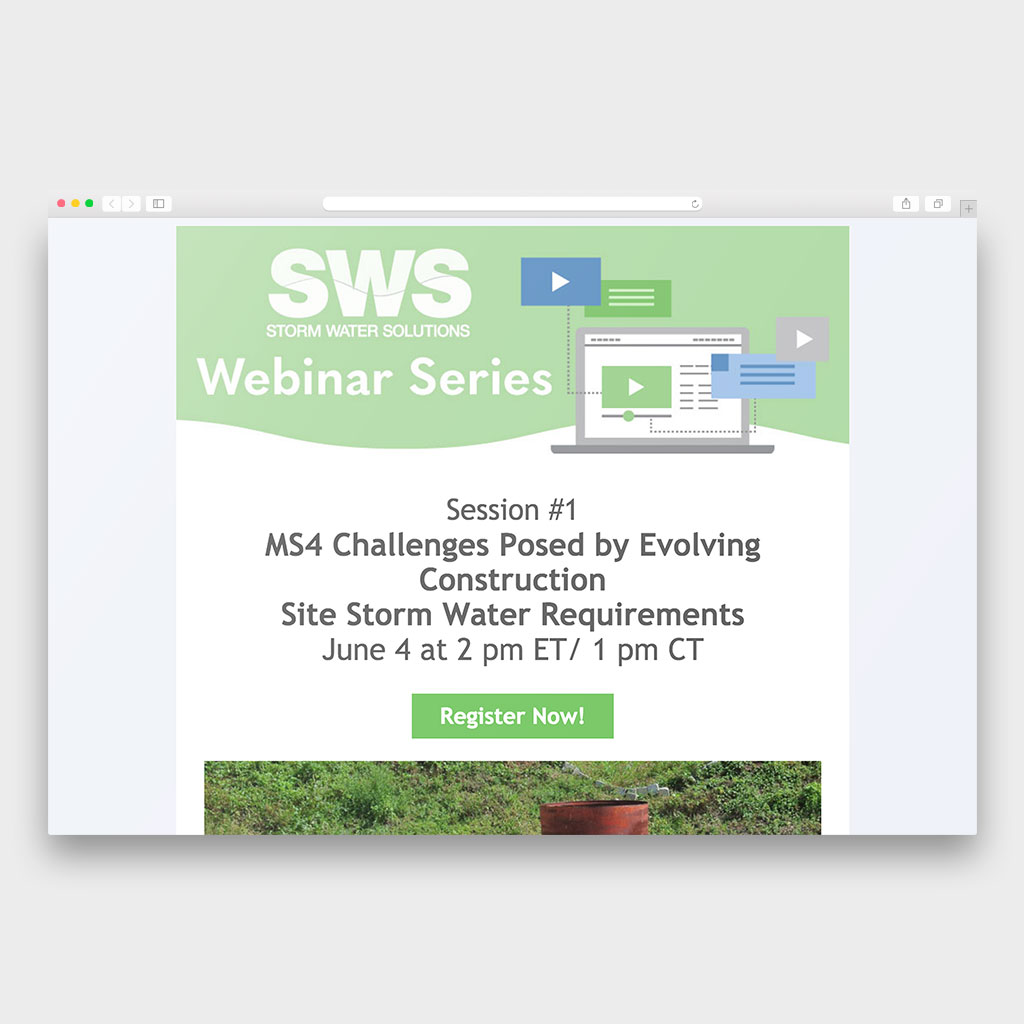 SWS
STORM WATER SOLUTIONS
Webinar Series
Session #1
MS4 Challenges Posed by Evolving
Construction
Site Storm Water Requirements
June 4 at 2 pm ET/ 1 pm CT
Register Now!